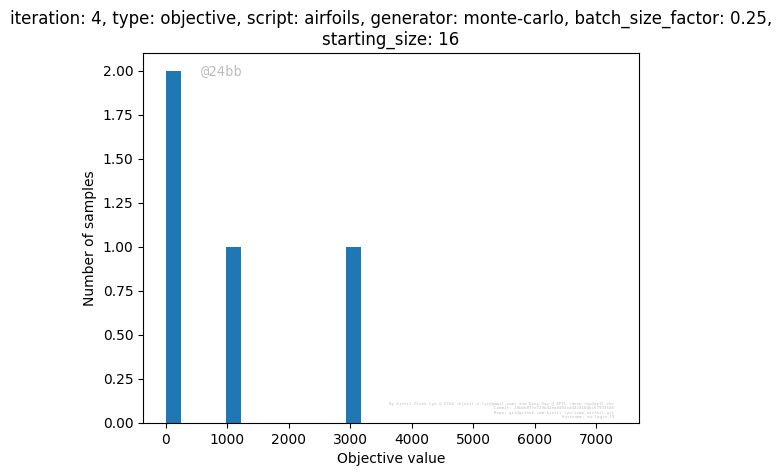 iteration: 4, type: objective, script: airfoils, generator: monte-carlo, batch_size_factor: 0.25,
starting_size: 16
@24bb
2.00
1.75
1.50
1.25
1.00
0.75
0.50
0.25
0.00
Number of samples
0 1000 2000 3000 4000 5000 6000 7000
Objective value